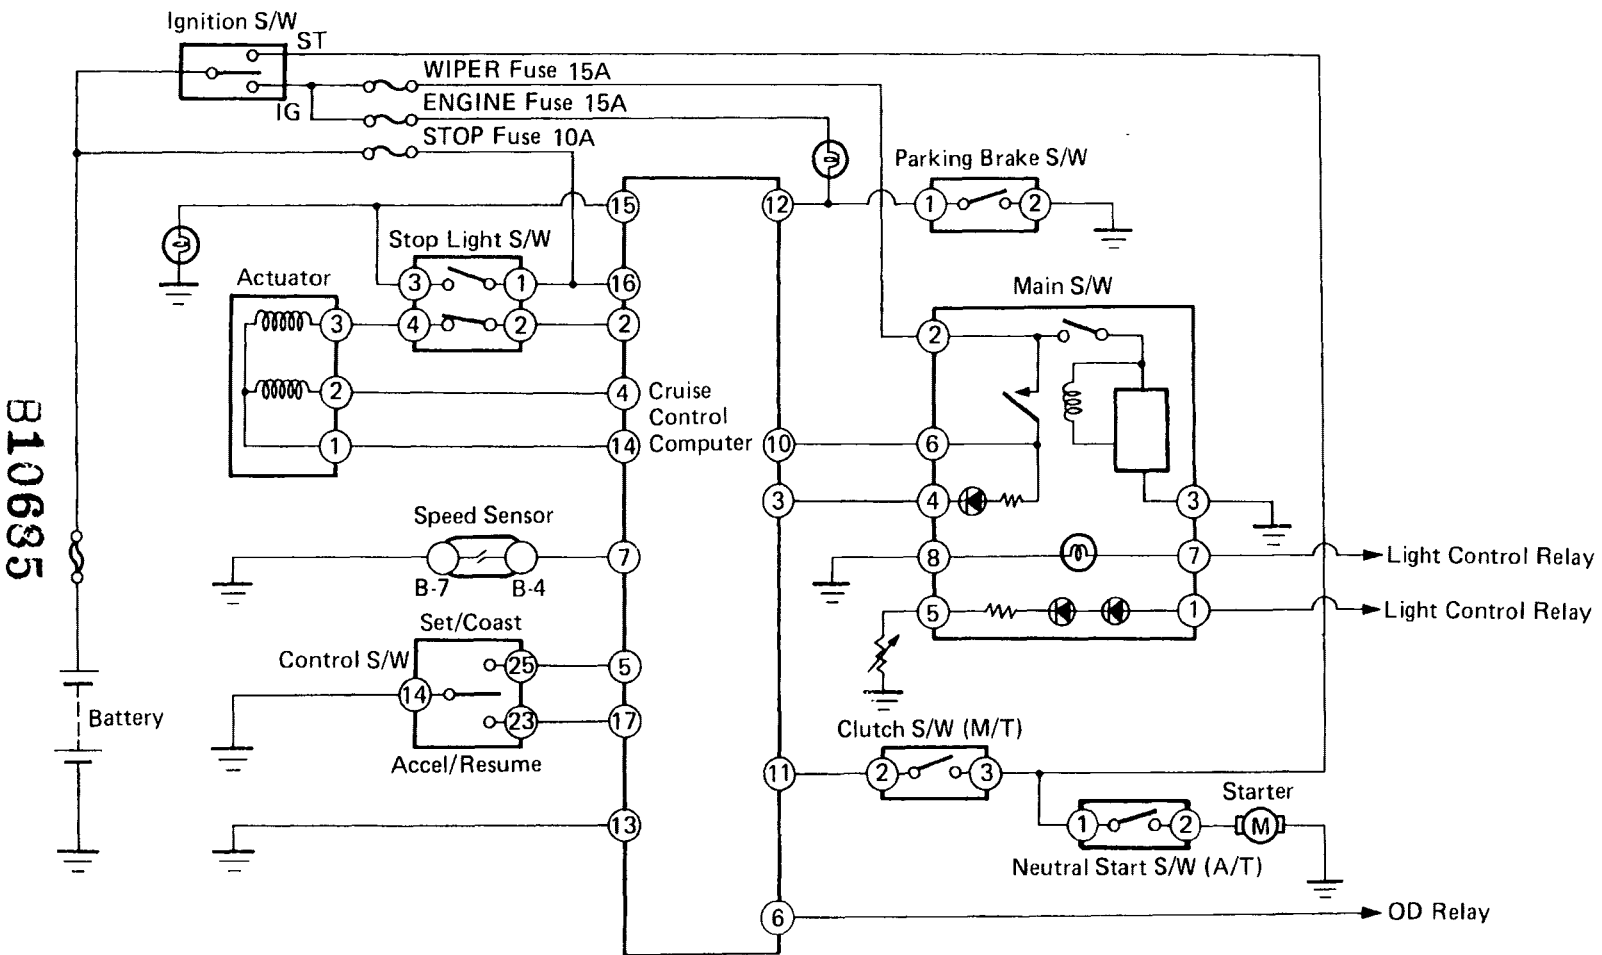 Ignition S/W
ST
IG
WIPER Fuse 15A
ENGINE Fuse 15A
STOP Fuse 10A
Parking Brake S/W
1
2
15
12
Stop Light S/W
3
1
16
4
2
2
Actuator
3
2
1
4
14
Cruise
Control
Computer
10
3
Main S/W
2
6
4
3
8
7
Light Control Relay
5
1
Light Control Relay
Speed Sensor
B-7
B-4
7
Set/Coast
Control S/W
14
25
23
Accel/Resume
5
17
13
Battery
B10685
Clutch S/W (M/T)
11
2
3
Starter
1
2
M
Neutral Start S/W (A/T)
6
OD Relay